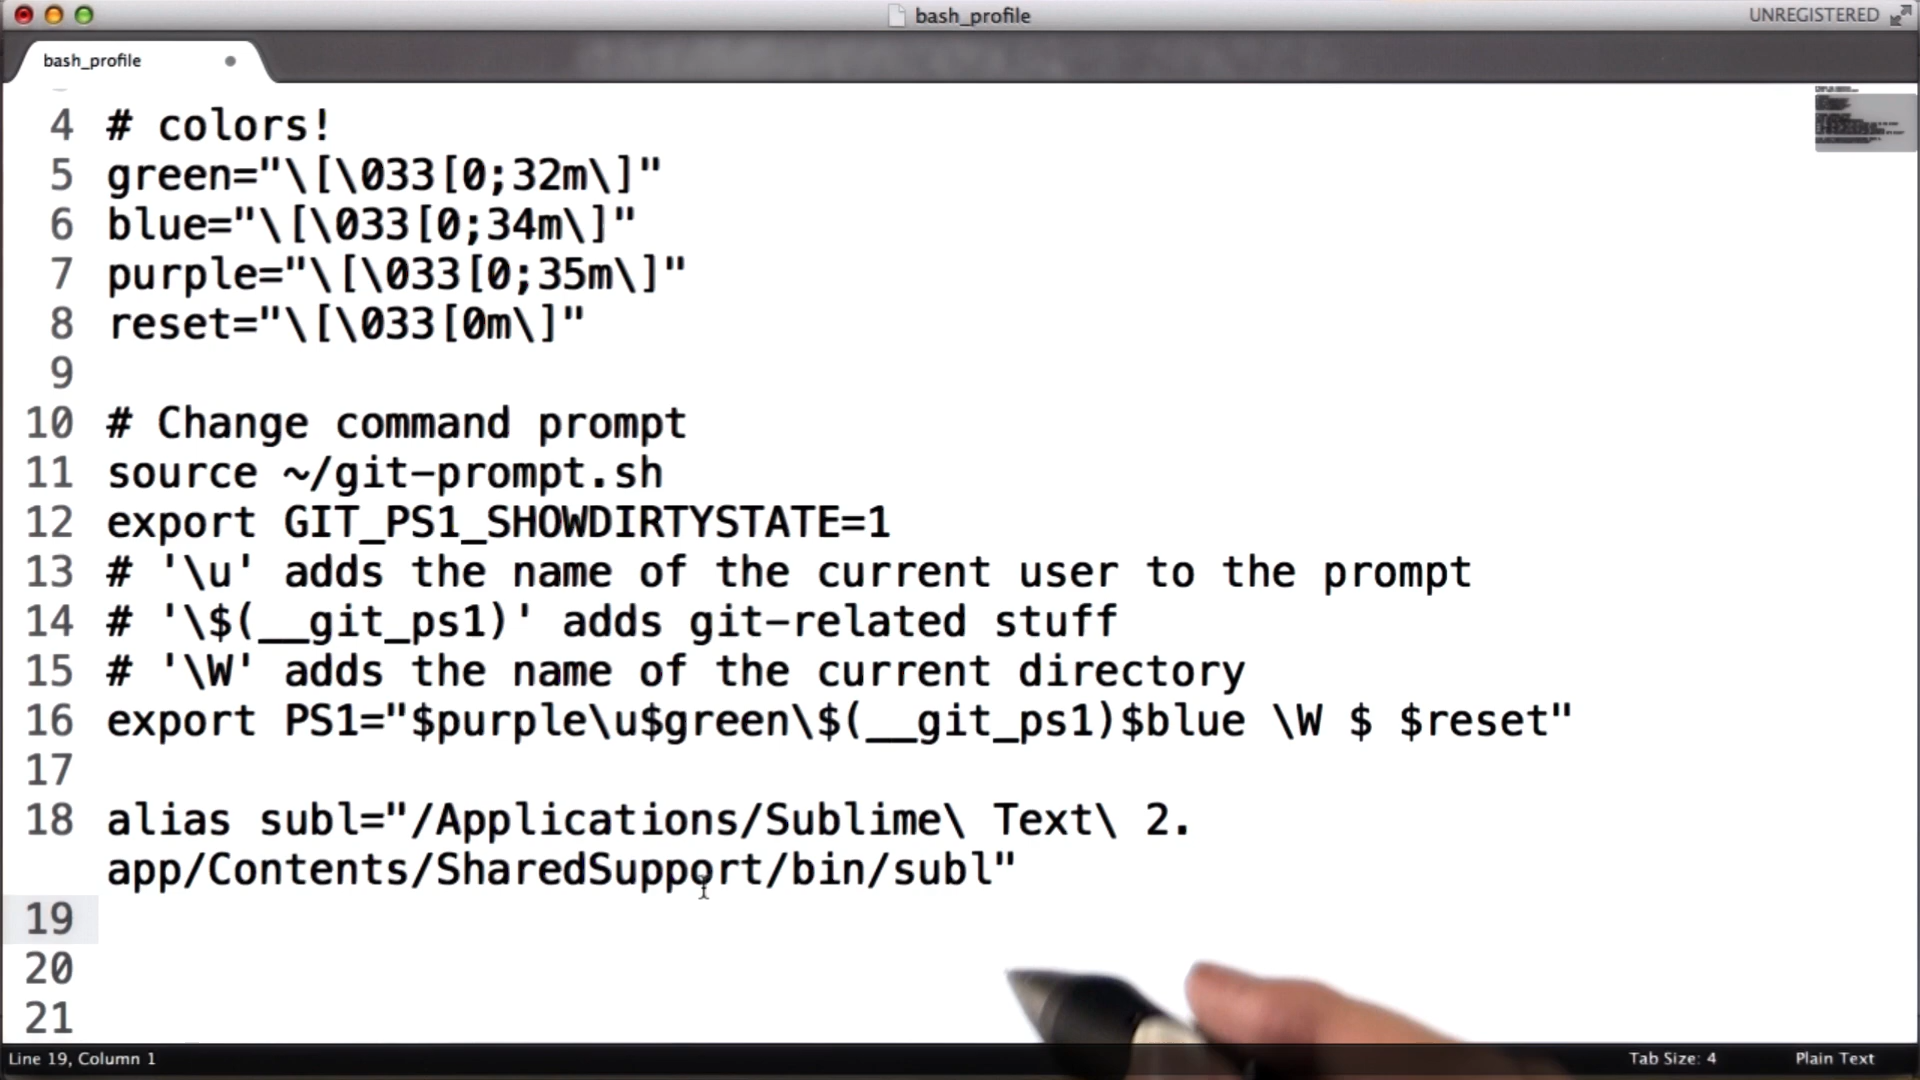 bash_profile
UNREGISTERED
bash_profile
4 # colors!
5 green="\[\033[0;32m\]"
6 blue="\[\033[0;34m\]"
7 purple="\[\033[0;35m\]"
8 reset="\[\033[0m\]"
9
10 # Change command prompt
11 source ~/git-prompt.sh
12 export GIT_PS1_SHOWDIRTYSTATE=1
13 # '\u' adds the name of the current user to the prompt
14 # '\$(__git_ps1)' adds git-related stuff
15 # '\W' adds the name of the current directory
16 export PS1="$purple\u$green\$(__git_ps1)$blue \W $ $reset"
17
18 alias subl="/Applications/Sublime\ Text\ 2.
app/Contents/SharedSupport/bin/subl"
19
20
21
Line 19, Column 1
Tab Size: 4
Plain Text